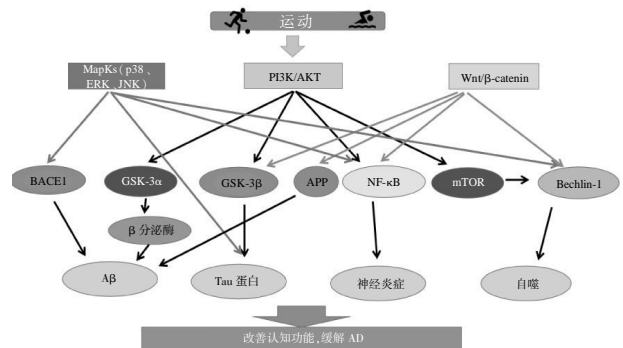 运动
MapKs(p38、
ERK、JNK)
PI3K/AKT
Wnt/β-catenin
BACE1
GSK-3α
GSK-3β
APP
NF-κB
mTOR
Bechlin-1
β 分泌酶
Aβ
Tau 蛋白
神经炎症
自噬
改善认知功能,缓解 AD